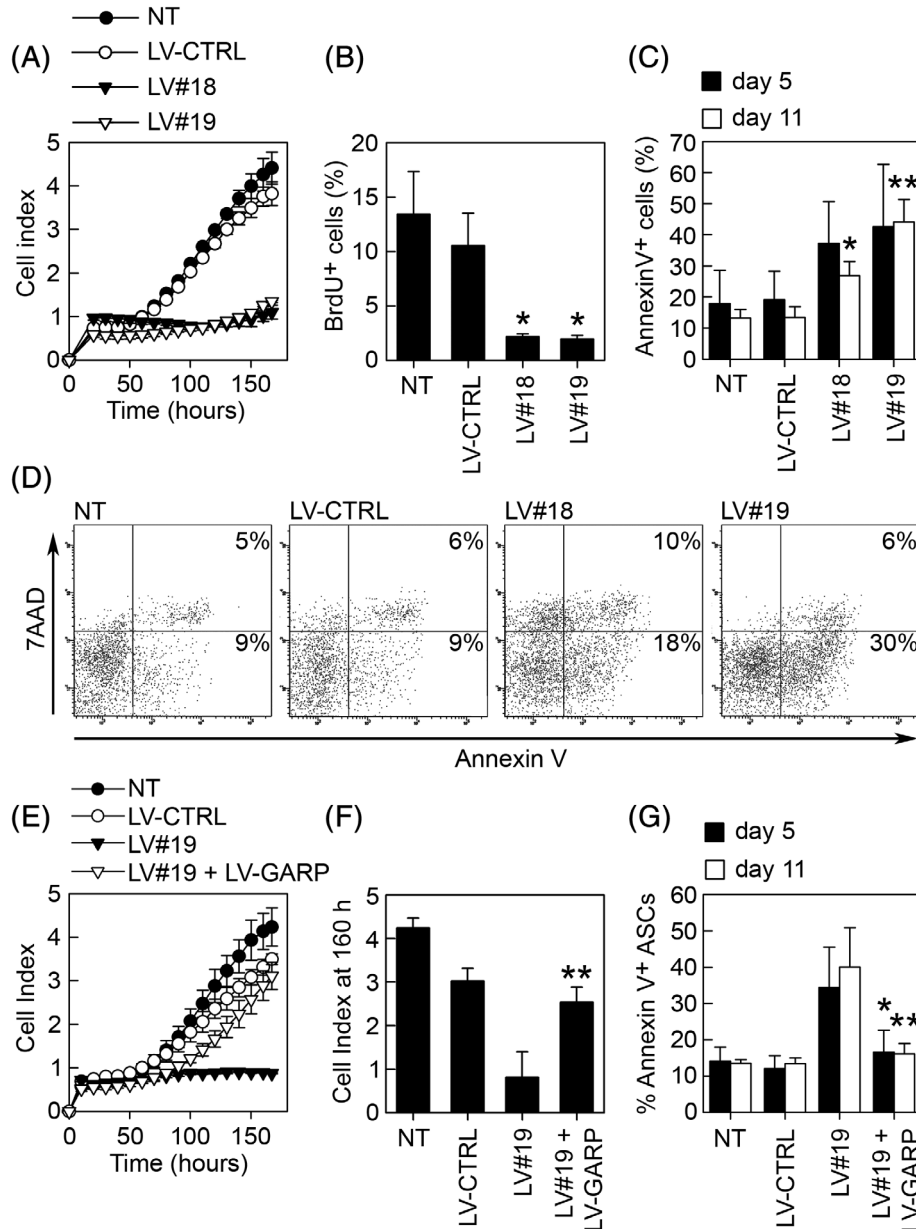 NT
LV-CTRL
LV#18
LV#19
(A)
Cell index
5
4
3
2
1
0
0 50 100 150
Time (hours)
(B)
BrdU+ cells (%)
20
15
10
5
0
NT
LV-CTRL
LV#18
LV#19
* *
(C)
day 5
day 11
AnnexinV+ cells (%)
70
60
50
40
30
20
10
0
NT
LV-CTRL
LV#18
LV#19
* **
(D)
NT
5%
9%
LV-CTRL
6%
9%
LV#18
10%
18%
LV#19
6%
30%
7AAD
Annexin V
(E)
NT
LV-CTRL
LV#19
LV#19 + LV-GARP
Cell Index
5
4
3
2
1
0
0 50 100 150
Time (hours)
(F)
Cell Index at 160 h
5
4
3
2
1
0
**
NT
LV-CTRL
LV#19
LV#19 +
LV-GARP
(G)
day 5
day 11
% Annexin V+ ASCs
60
50
40
30
20
10
0
* **
NT
LV-CTRL
LV#19
LV#19 +
LV-GARP